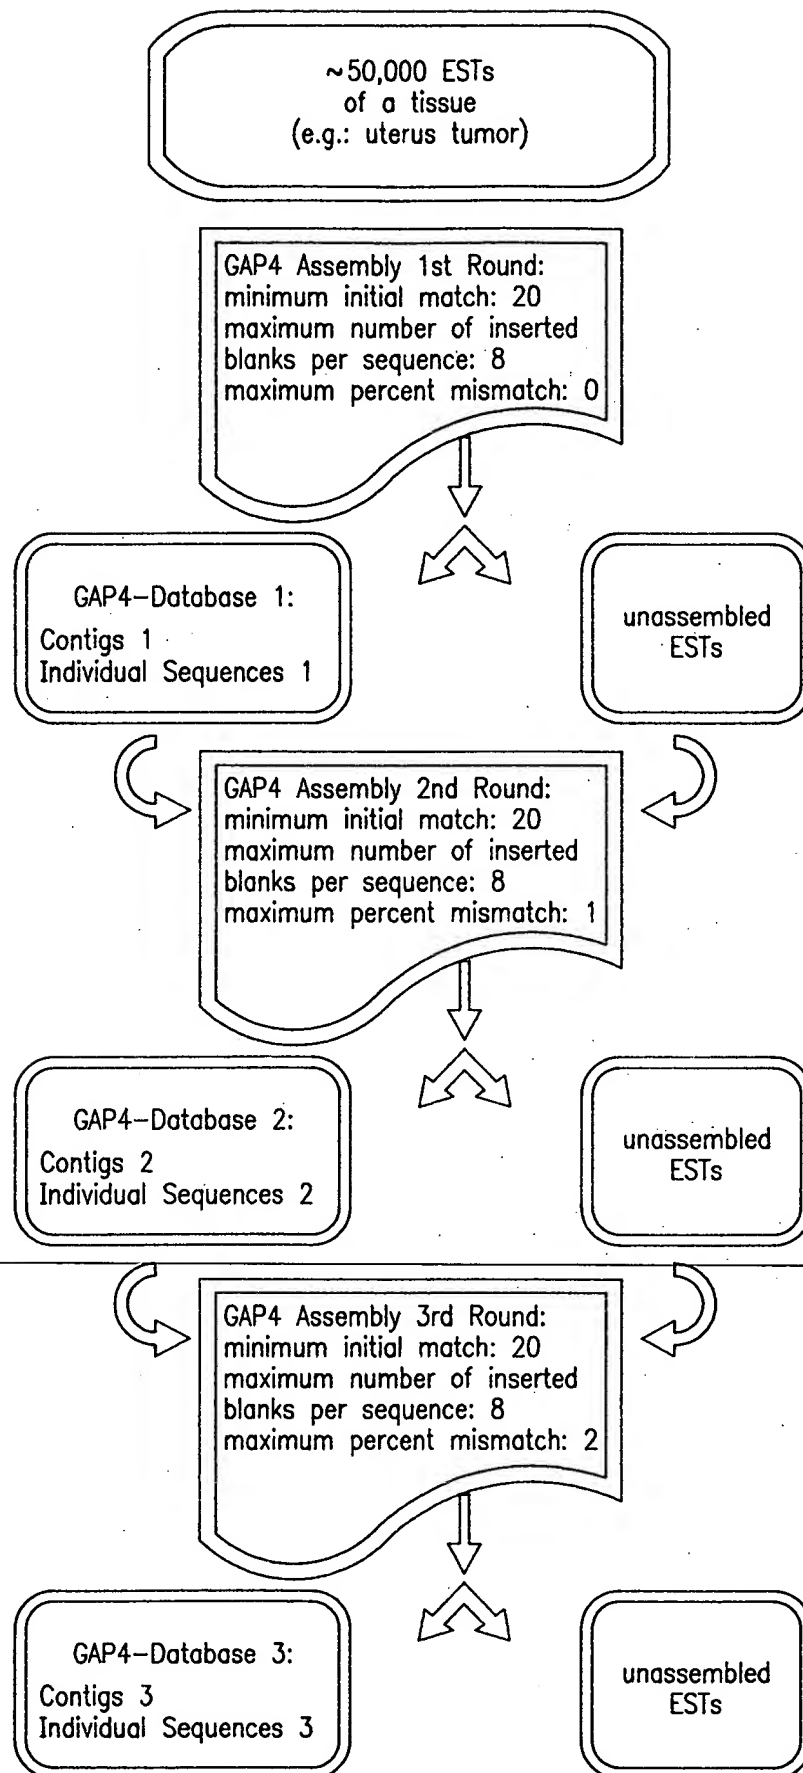 ~50,000 ESTs
of a tissue
(e.g.: uterus tumor)
GAP4 Assembly 1st Round:
minimum initial match: 20
maximum number of inserted
blanks per sequence: 8
maximum percent mismatch: 0
GAP4-Database 1:
Contigs 1
Individual Sequences 1
unassembled
ESTs
GAP4 Assembly 2nd Round:
minimum initial match: 20
maximum number of inserted
blanks per sequence: 8
maximum percent mismatch: 1
GAP4-Database 2:
Contigs 2
Individual Sequences 2
unassembled
ESTs
GAP4 Assembly 3rd Round:
minimum initial match: 20
maximum number of inserted
blanks per sequence: 8
maximum percent mismatch: 2
GAP4-Database 3:
Contigs 3
Individual Sequences 3
unassembled
ESTs